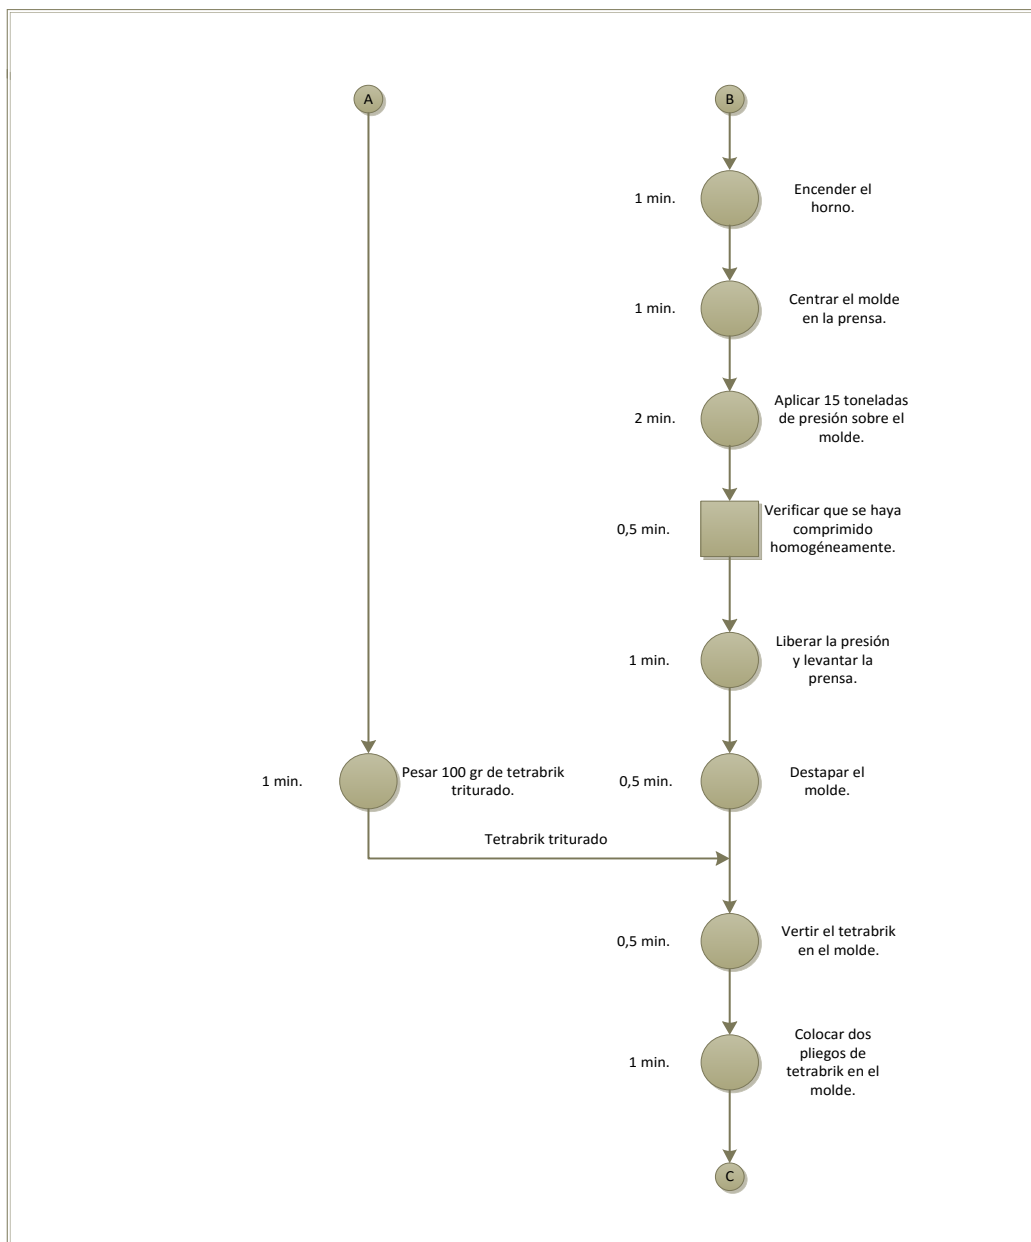 A
B
1 min.
Encender el
horno.
1 min.
Centrar el molde
en la prensa.
2 min.
Aplicar 15 toneladas
de presión sobre el
molde.
0,5 min.
Verificar que se haya
comprimido
homogéneamente.
1 min.
Liberar la presión
y levantar la
prensa.
1 min.
Pesar 100 gr de tetrabrik
triturado.
0,5 min.
Destapar el
molde.
Tetrabrik triturado
0,5 min.
Vertir el tetrabrik
en el molde.
1 min.
Colocar dos
pliegos de
tetrabrik en el
molde.
C